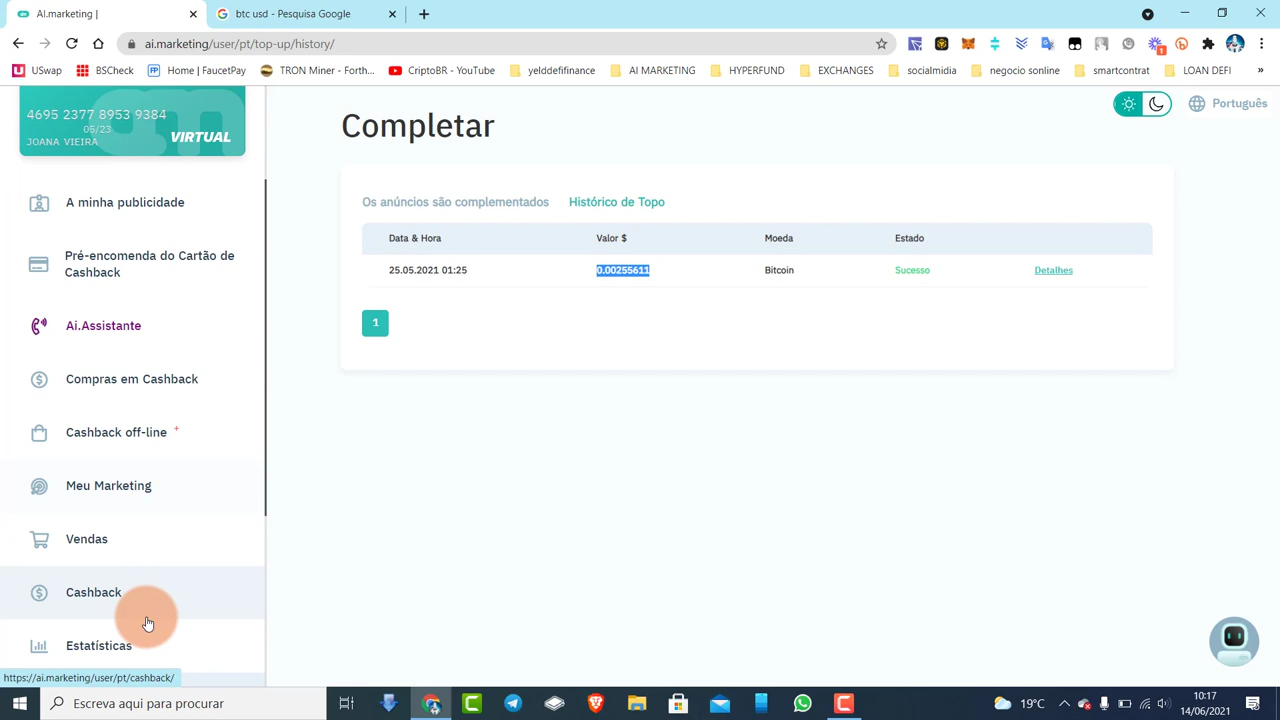 AI.marketing |
btc usd - Pesquisa Google
ai.marketing/user/pt/top-up/history/
USwap
BSCheck
Home | FaucetPay
TRON Miner - Forth...
CriptoBR - YouTube
yelddefifinance
AI MARKETING
HYPERFUND
EXCHANGES
socialmidia
negocio sonline
smartcontrat
LOAN DEFI
»
4695 2377 8953 9384
05/23
JOANA VIEIRA
VIRTUAL
Português
Completar
A minha publicidade
Pré-encomenda do Cartão de
Cashback
Ai.Assistante
Compras em Cashback
Cashback off-line +
Meu Marketing
Vendas
Cashback
Estatísticas
Os anúncios são complementados
Histórico de Topo
Data & Hora
Valor $
Moeda
Estado
25.05.2021 01:25
0.00255611
Bitcoin
Sucesso
Detalhes
1
https://ai.marketing/user/pt/cashback/
Escreva aqui para procurar
19°C
10:17
14/06/2021